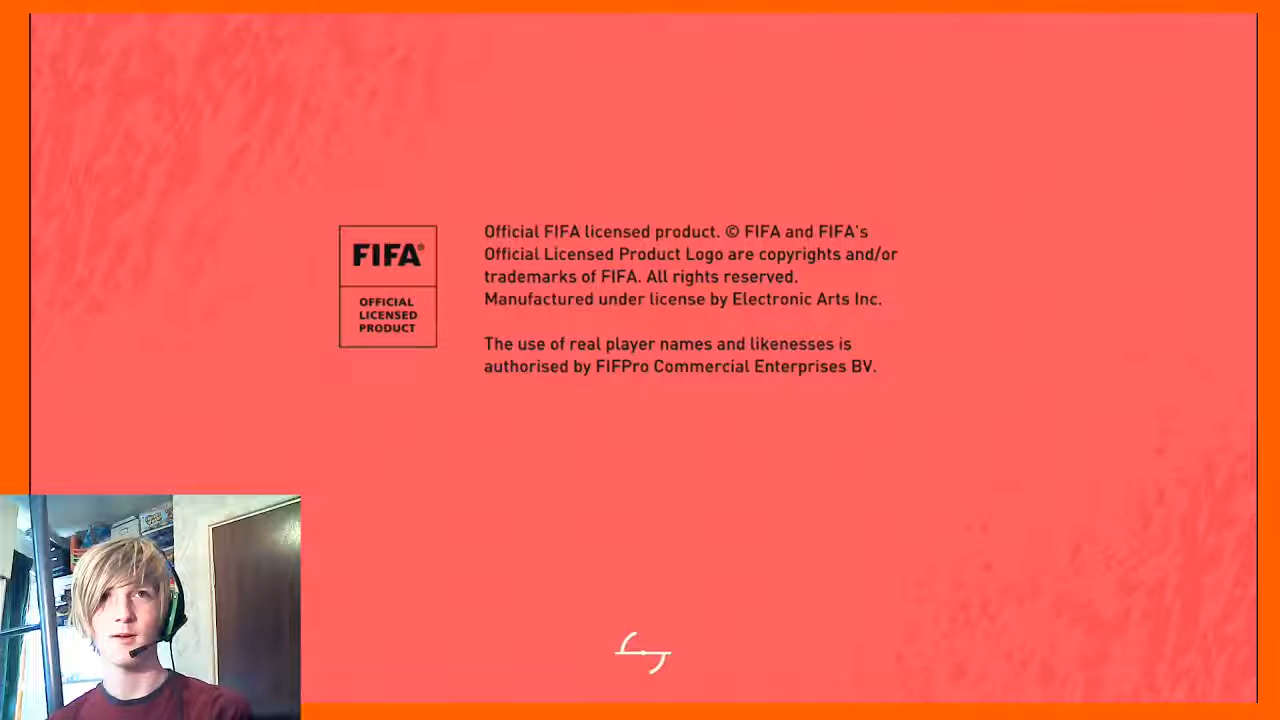 FIFA®
OFFICIAL
LICENSED
PRODUCT
Official FIFA licensed product. © FIFA and FIFA's
Official Licensed Product Logo are copyrights and/or
trademarks of FIFA. All rights reserved.
Manufactured under license by Electronic Arts Inc.
The use of real player names and likenesses is
authorised by FIFPro Commercial Enterprises BV.